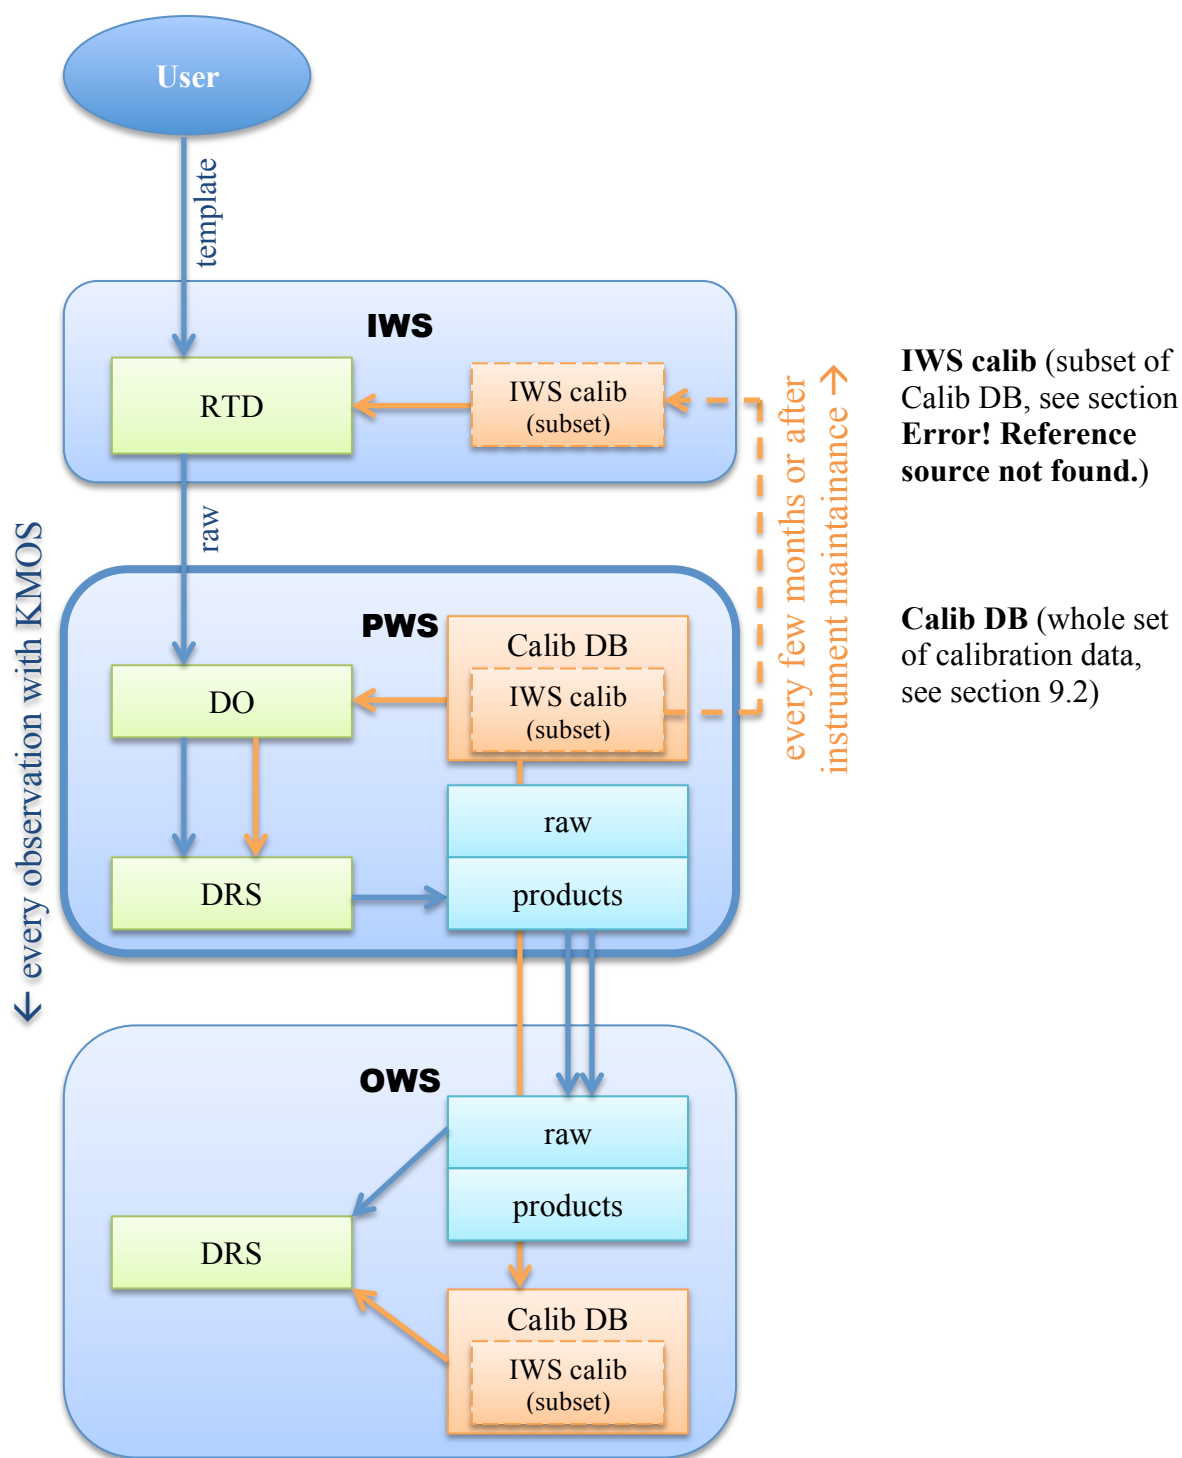 User
template
IWS
RTD
IWS calib
(subset)
IWS calib (subset of
Calib DB, see section
Error! Reference
source not found.)
every few months or after
instrument maintainance →
raw
← every observation with KMOS
PWS
Calib DB
IWS calib
(subset)
DO
Calib DB (whole set
of calibration data,
see section 9.2)
raw
DRS
products
OWS
raw
products
DRS
Calib DB
IWS calib
(subset)